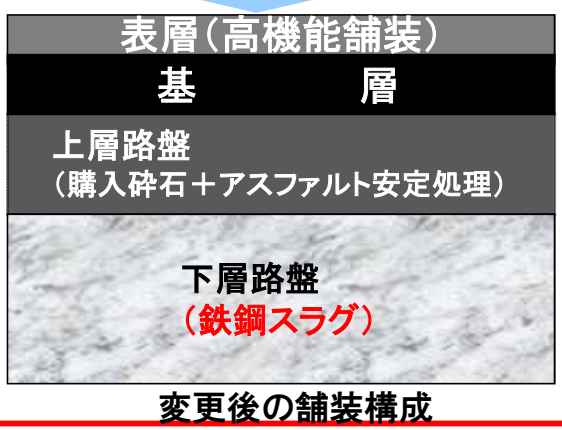 表層（高機能舗装）
基　　層
上層路盤
（購入砕石＋アスファルト安定処理）
下層路盤
（鉄鋼スラグ）
変更後の舗装構成